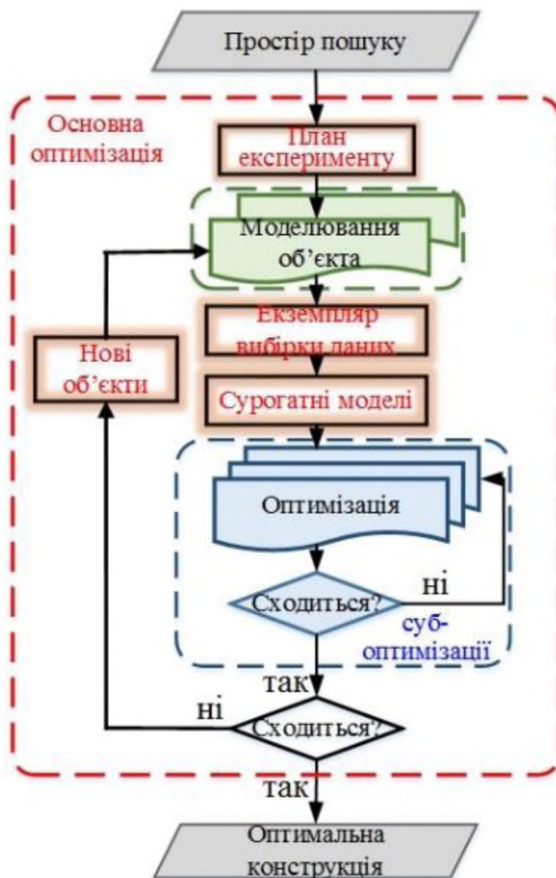 Простір пошуку
Основна
оптимізація
План
експерименту
Моделювання
об’єкта
Екземпляр
вибірки даних
Нові
об’єкти
Сурогатні моделі
Оптимізація
Сходиться?
ні
суб-
оптимізації
так
ні
Сходиться?
так
Оптимальна
конструкція